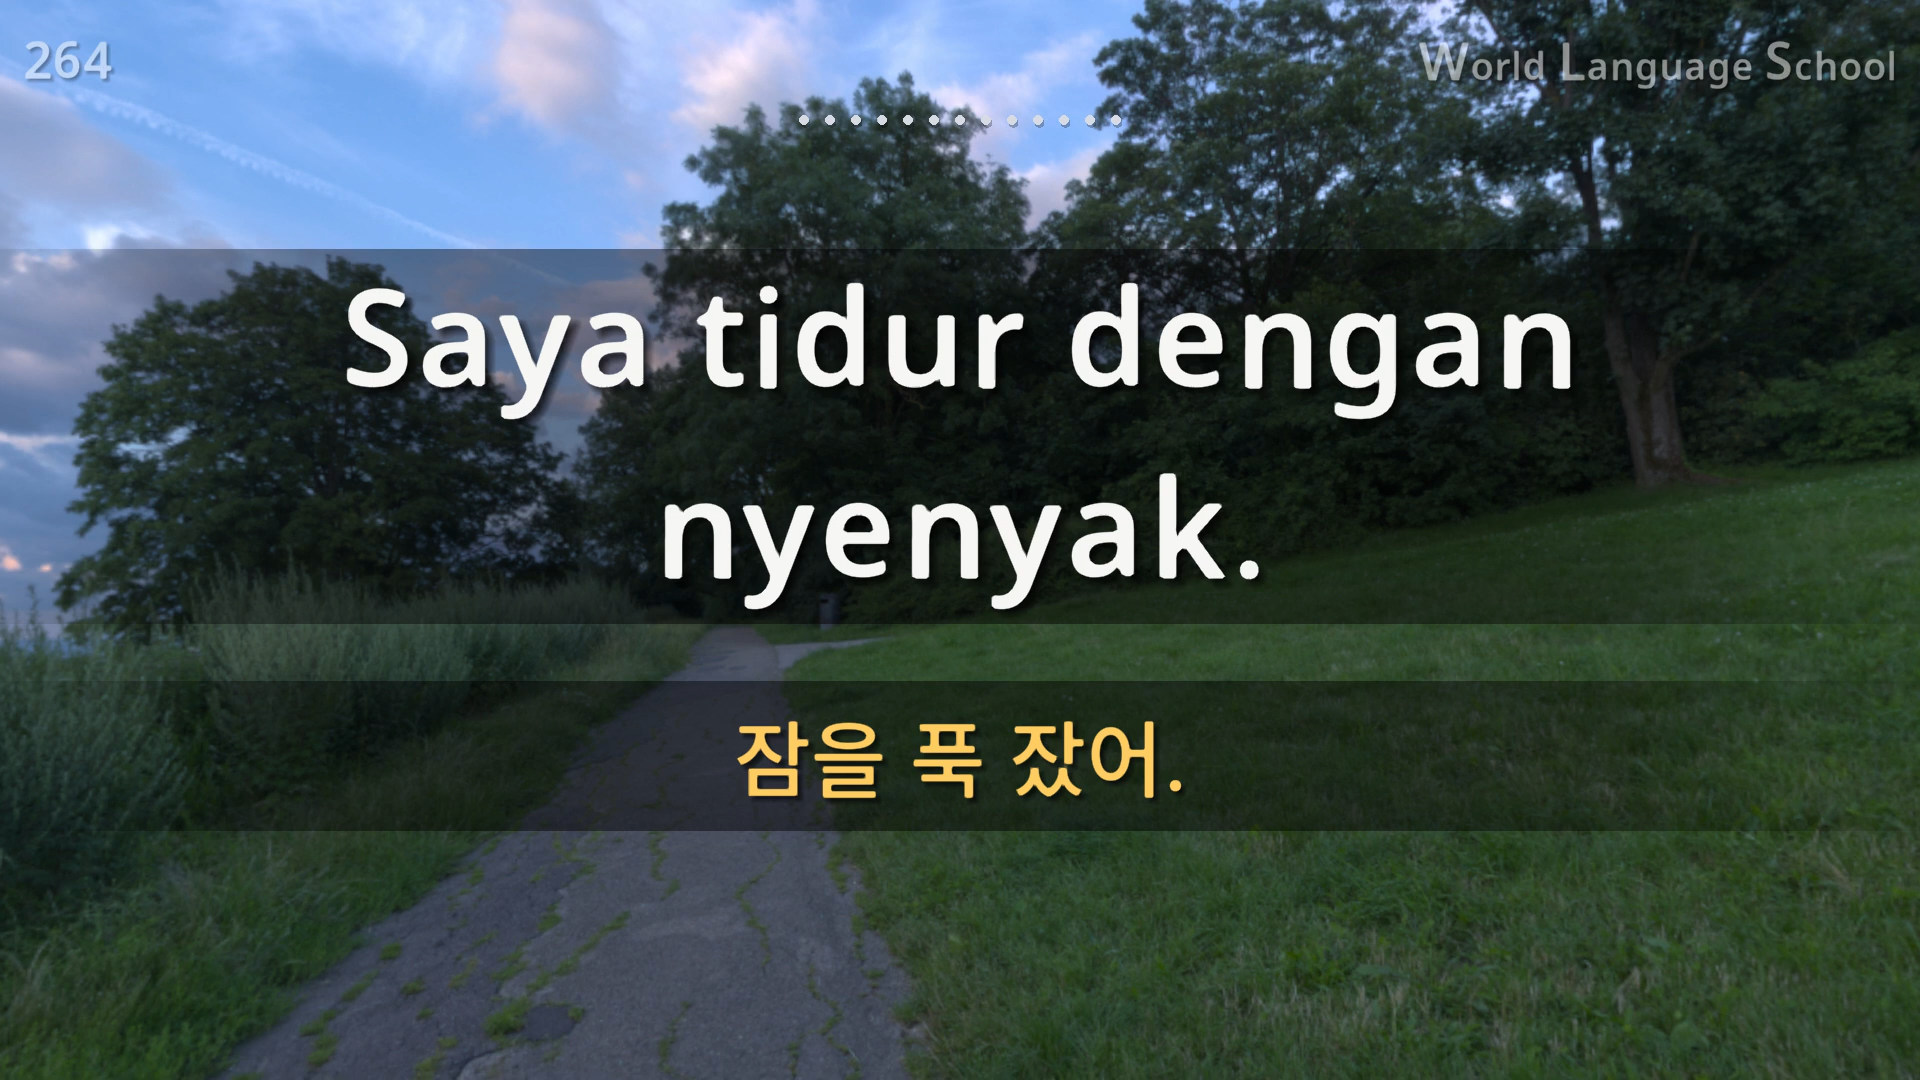 264
World Language School
Saya tidur dengan
nyenyak.
잠을 푹 잤어.